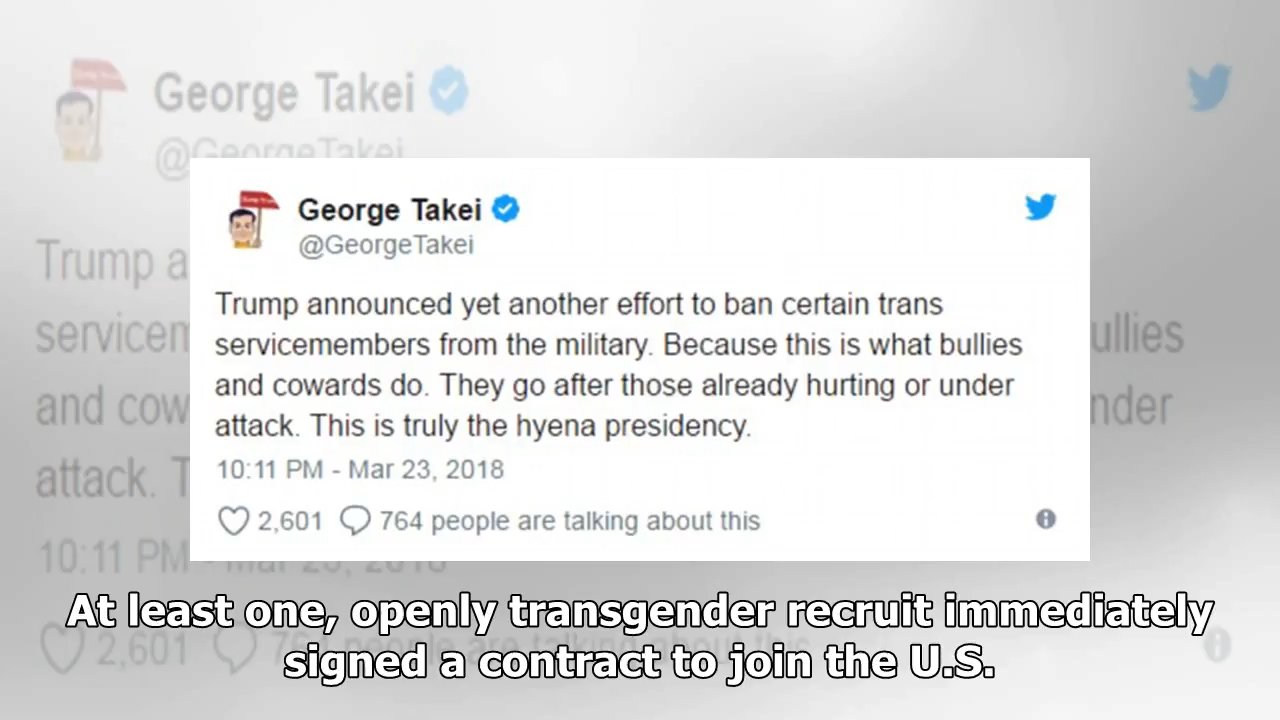 George Takei
@GeorgeTakei
Trump announced yet another effort to ban certain trans
servicemembers from the military. Because this is what bullies
and cowards do. They go after those already hurting or under
attack. This is truly the hyena presidency.
10:11 PM - Mar 23, 2018
2,601 764 people are talking about this
At least one, openly transgender recruit immediately
signed a contract to join the U.S.